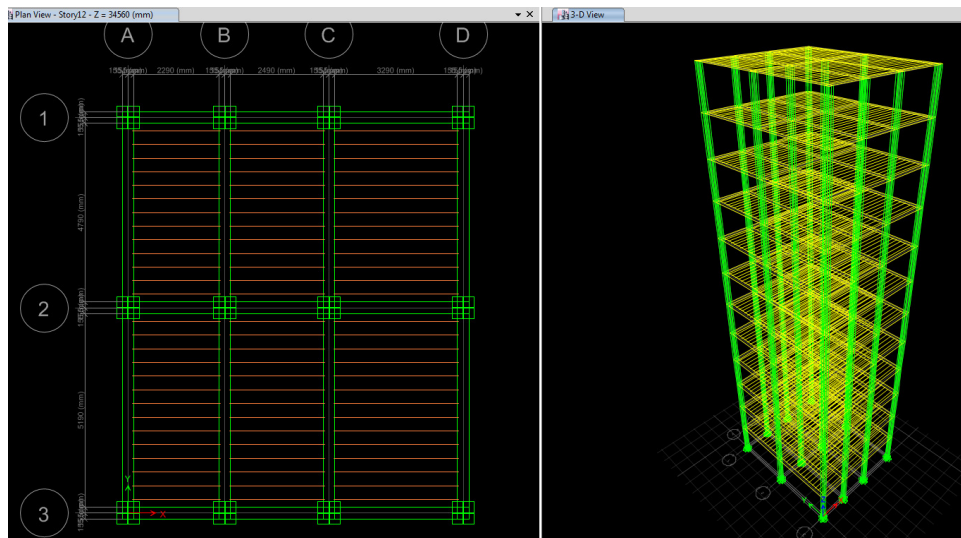 Plan View - Story12 - Z = 34560 (mm)
3-D View
A B C D
2290 (mm) 2490 (mm) 3290 (mm)
1
4790 (mm)
2
5190 (mm)
3
Y
X